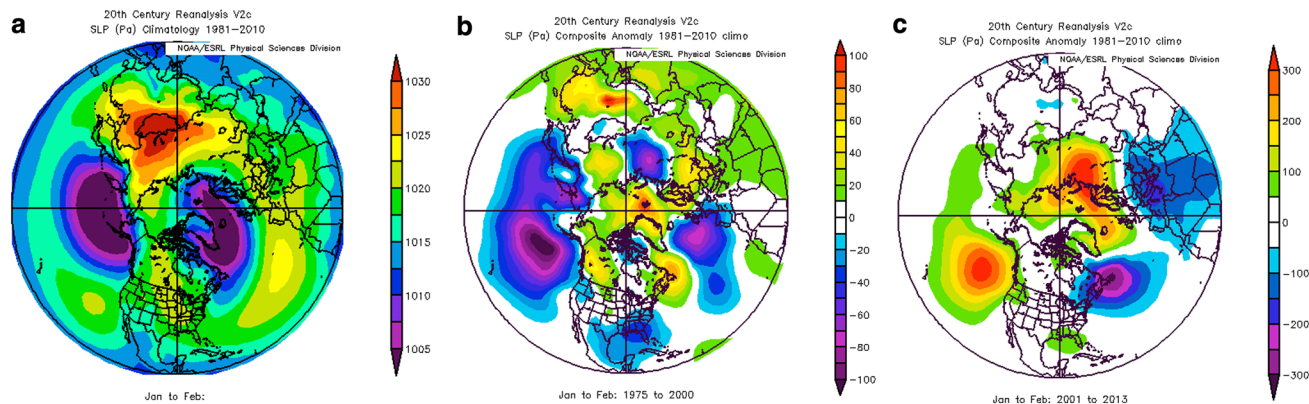 a
20th Century Reanalysis V2c
SLP (Pa) Climatology 1981-2010
NOAA/ESRL Physical Sciences Division
1030
1025
1020
1015
1010
1005
Jan to Feb:
b
20th Century Reanalysis V2c
SLP (Pa) Composite Anomaly 1981-2010 climo
NOAA/ESRL Physical Sciences Division
100
80
60
40
20
0
-20
-40
-60
-80
-100
Jan to Feb: 1975 to 2000
c
20th Century Reanalysis V2c
SLP (Pa) Composite Anomaly 1981-2010 climo
NOAA/ESRL Physical Sciences Division
300
200
100
50
0
-50
-100
-200
-300
Jan to Feb: 2001 to 2013